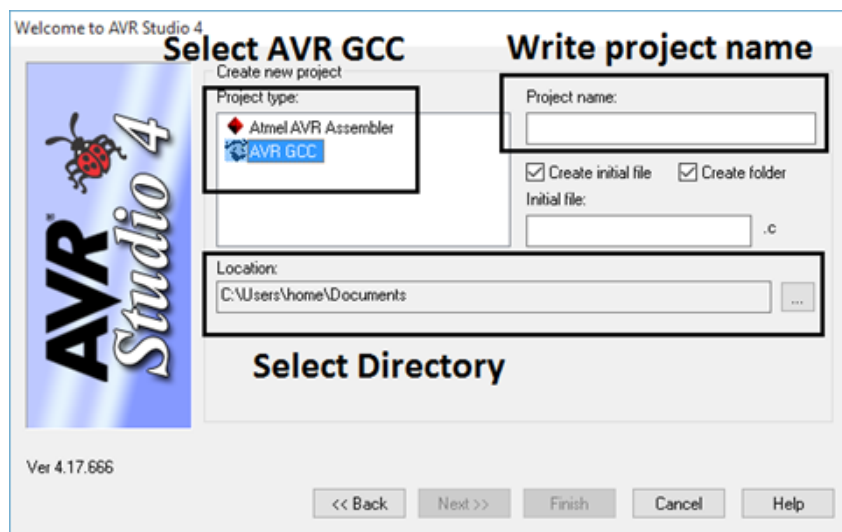 Welcome to AVR Studio 4
Select AVR GCC
Write project name
Create new project
Project type:
Project name:
Atmel AVR Assembler
AVR GCC
Create initial file
Create folder
Initial file:
.c
Location:
C:\Users\home\Documents
...
Select Directory
AVR®
Studio 4
Ver 4.17.666
<< Back
Next >>
Finish
Cancel
Help